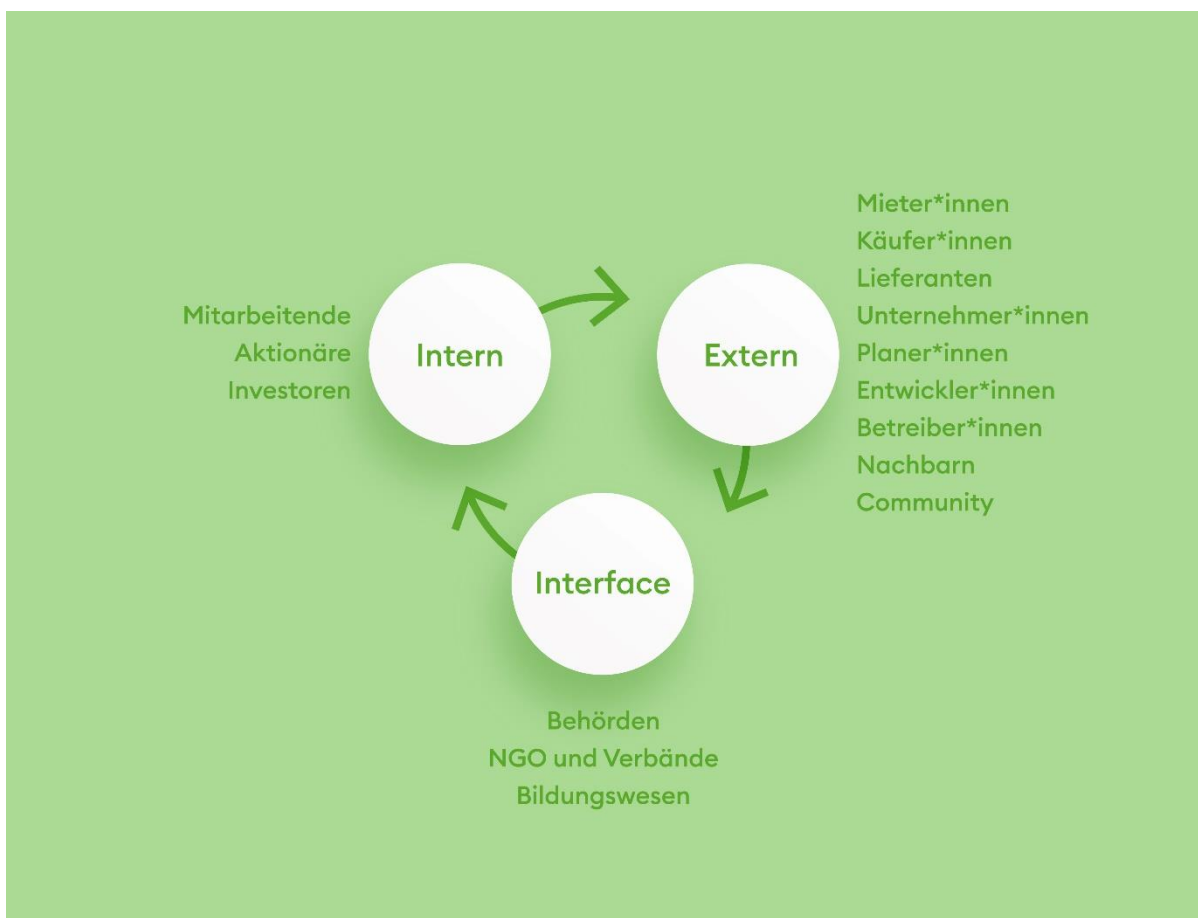 Mitarbeitende
Aktionäre
Investoren
Intern
Extern
Mieter*innen
Käufer*innen
Lieferanten
Unternehmer*innen
Planer*innen
Entwickler*innen
Betreiber*innen
Nachbarn
Community
Interface
Behörden
NGO und Verbände
Bildungswesen